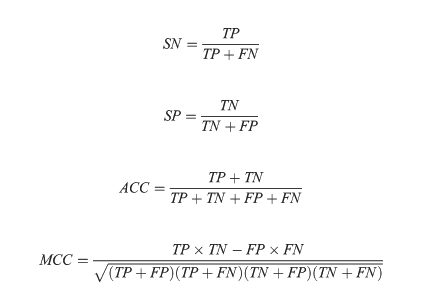 SN = TP / TP + FN
SP = TN / TN + FP
ACC = TP + TN / TP + TN + FP + FN
MCC = TP × TN − FP × FN / √(TP + FP)(TP + FN)(TN + FP)(TN + FN)